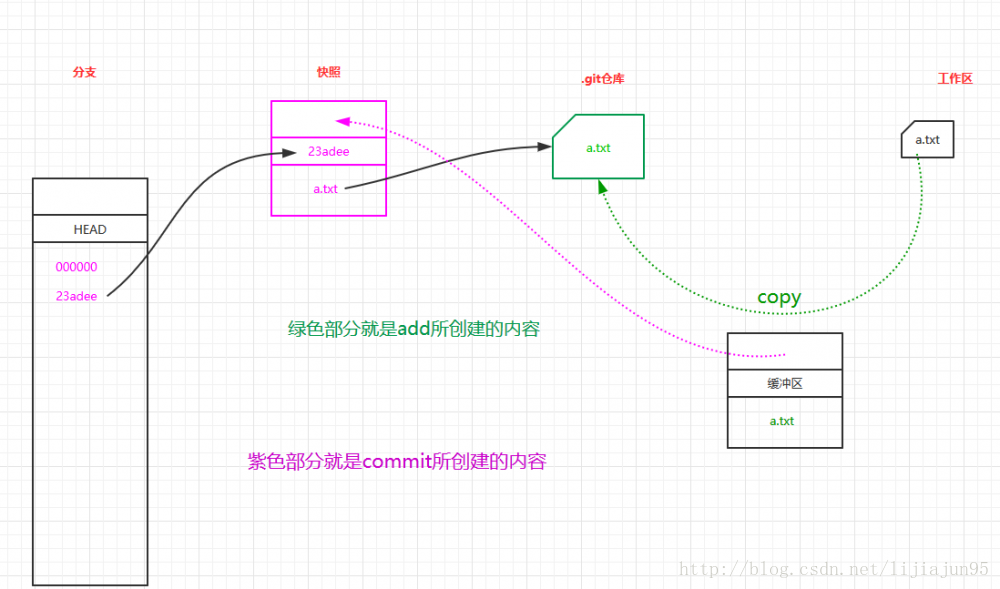 分支
快照
.git仓库
工作区
23adee
a.txt
a.txt
a.txt
HEAD
000000
23adee
copy
绿色部分就是add所创建的内容
缓冲区
a.txt
紫色部分就是commit所创建的内容
http://blog.csdn.net/lijiajun95